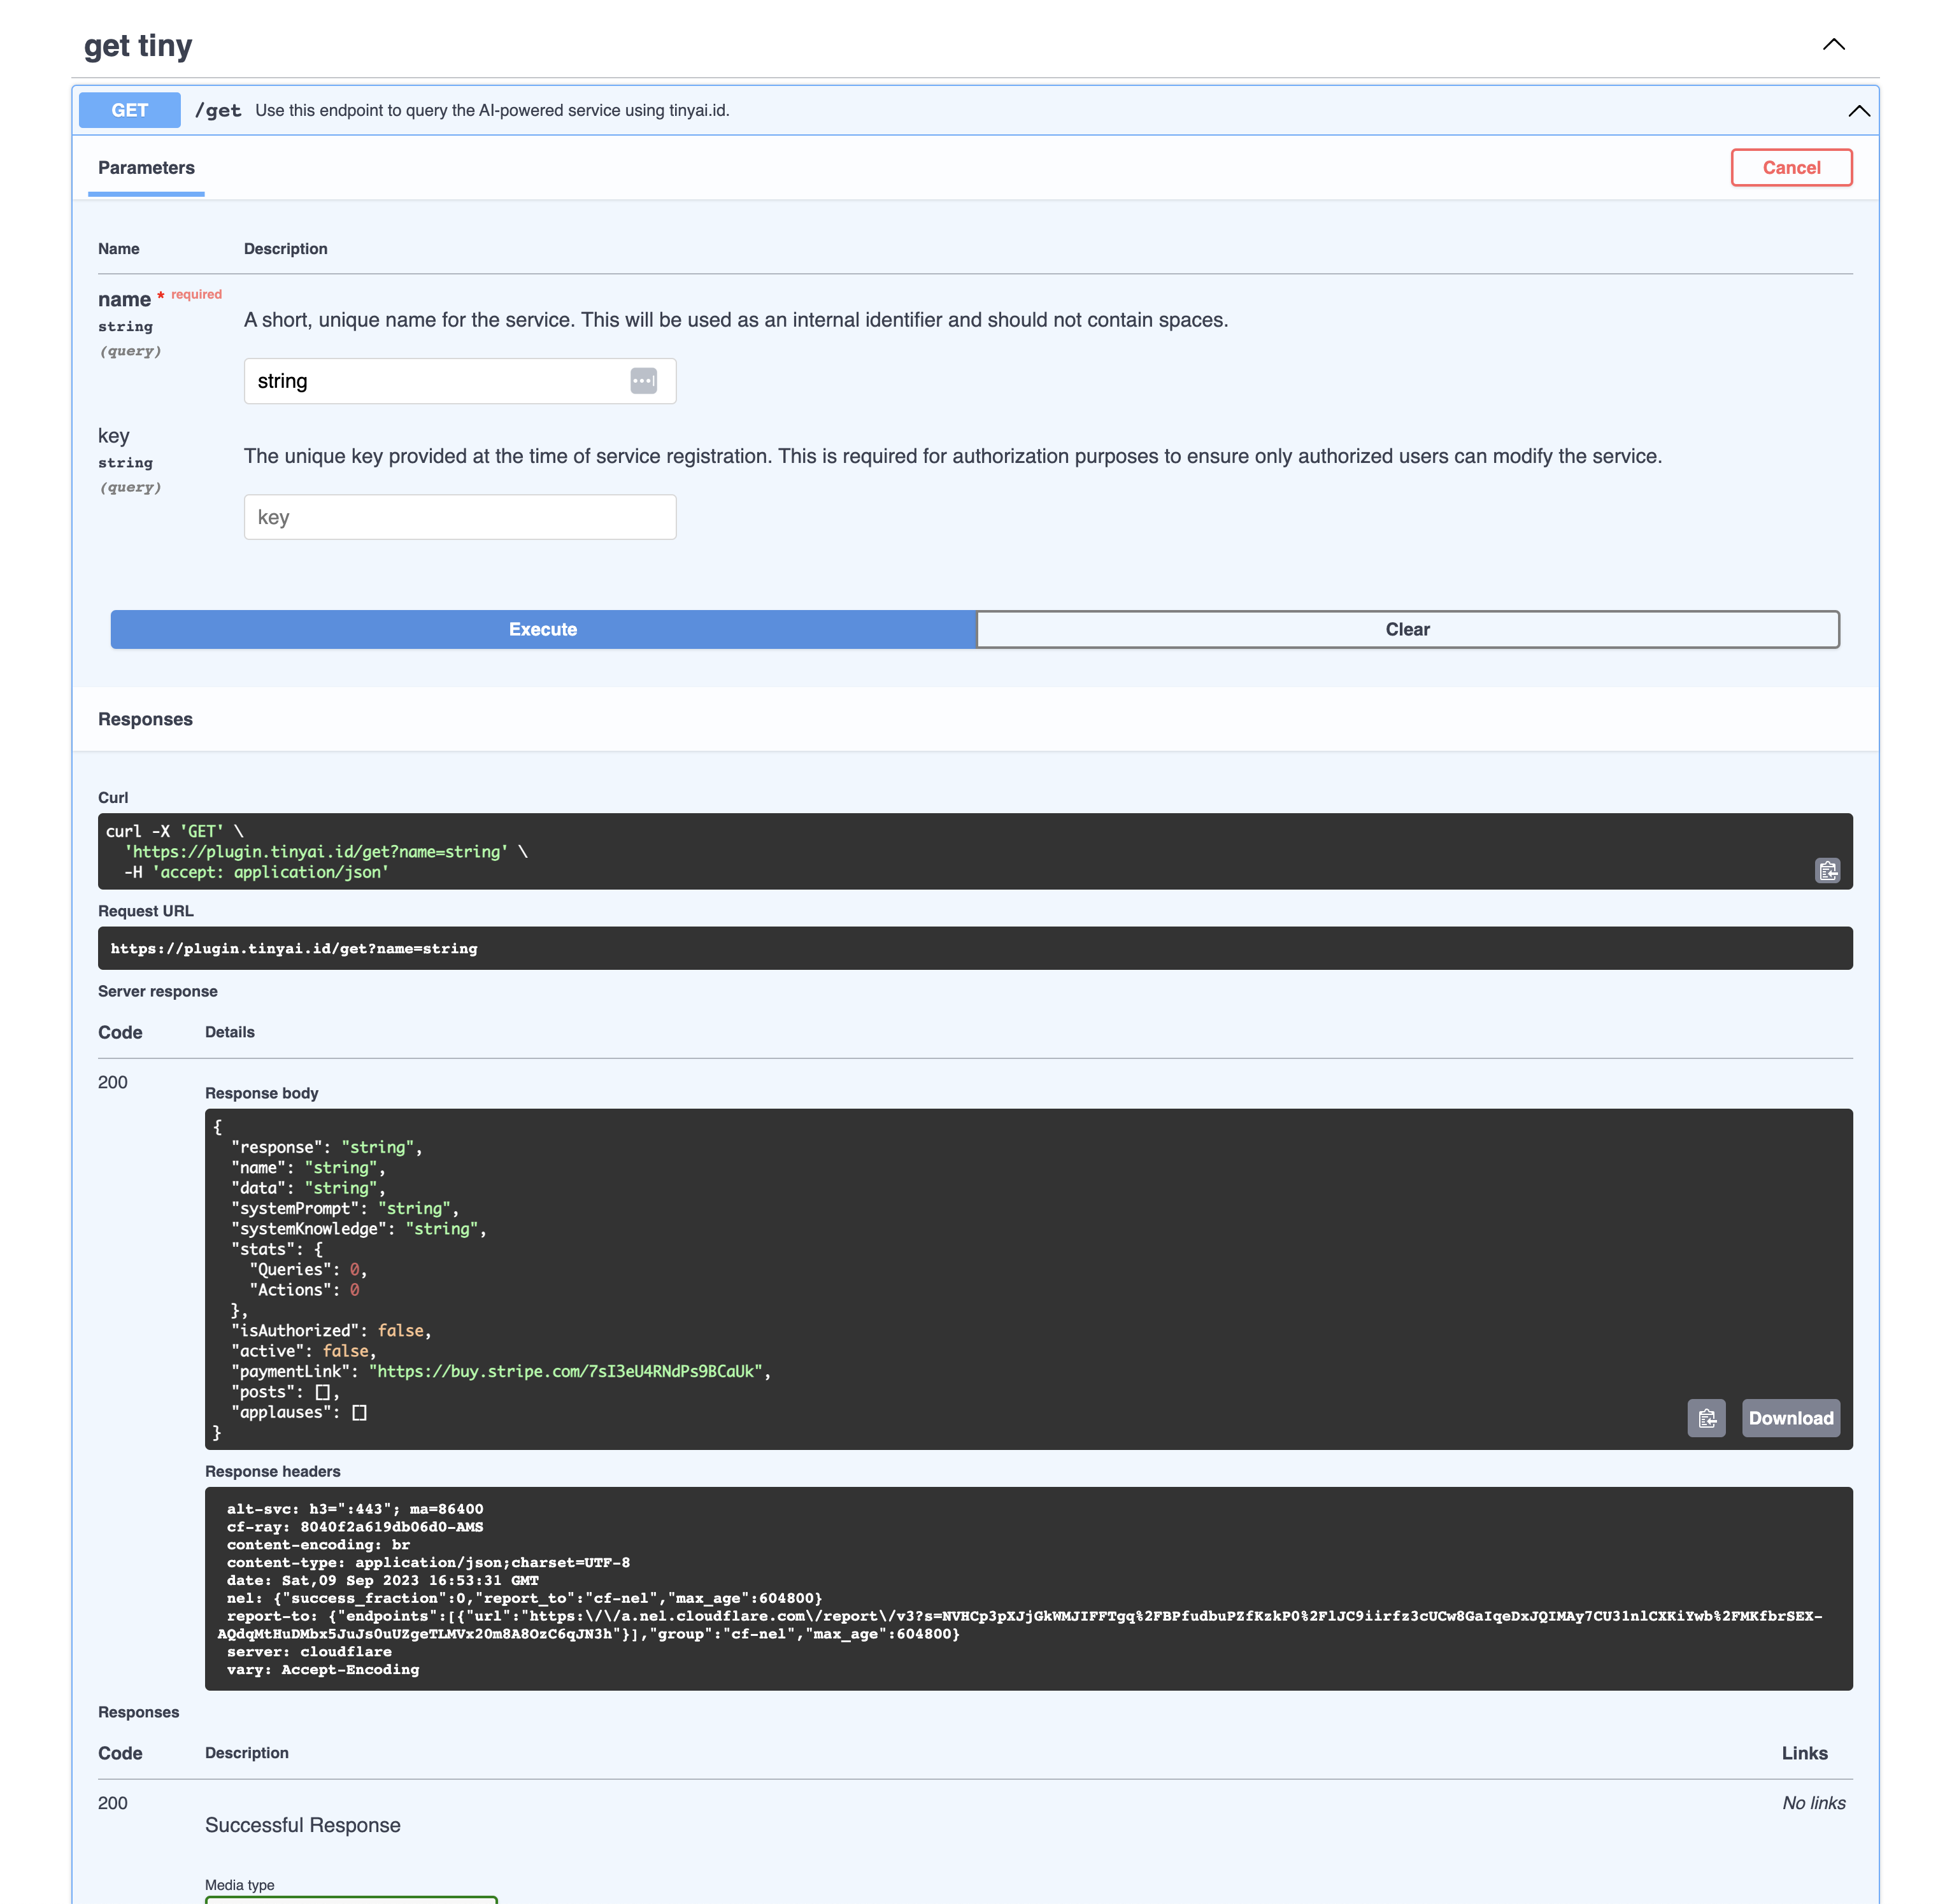 get tiny
GET /get Use this endpoint to query the AI-powered service using tinyai.id.
Parameters Cancel
Name Description
name * required
string
(query)
A short, unique name for the service. This will be used as an internal identifier and should not contain spaces.
string
key
string
(query)
The unique key provided at the time of service registration. This is required for authorization purposes to ensure only authorized users can modify the service.
key
Execute Clear
Responses
Curl
curl -X 'GET' \
'https://plugin.tinyai.id/get?name=string' \
-H 'accept: application/json'
Request URL
https://plugin.tinyai.id/get?name=string
Server response
Code Details
200
Response body
{
"response": "string",
"name": "string",
"data": "string",
"systemPrompt": "string",
"systemKnowledge": "string",
"stats": {
"Queries": 0,
"Actions": 0
},
"isAuthorized": false,
"active": false,
"paymentLink": "https://buy.stripe.com/7sI3eU4RNdPs9BCaUk",
"posts": [],
"applauses": []
}
Download
Response headers
alt-svc: h3=":443"; ma=86400
cf-ray: 8040f2a619db06d0-AMS
content-encoding: br
content-type: application/json;charset=UTF-8
date: Sat,09 Sep 2023 16:53:31 GMT
nel: {"success_fraction":0,"report_to":"cf-nel","max_age":604800}
report-to: {"endpoints":[{"url":"https:\/\/a.nel.cloudflare.com\/report\/v3?s=NVHCp3pXJjGkWMJIFFTgq%2FBPfudbuPZfKzkP0%2FlJC9iirfz3cUCw8GaIqeDxJQIMAy7CU31nlCXKiYwb%2FMKfbrSEX-
AQdqMtHuDMbx5JuJs0uUZgeTLMVx20m8A8OzC6qJN3h"}],"group":"cf-nel","max_age":604800}
server: cloudflare
vary: Accept-Encoding
Responses
Code Description Links
200
Successful Response
No links
Media type